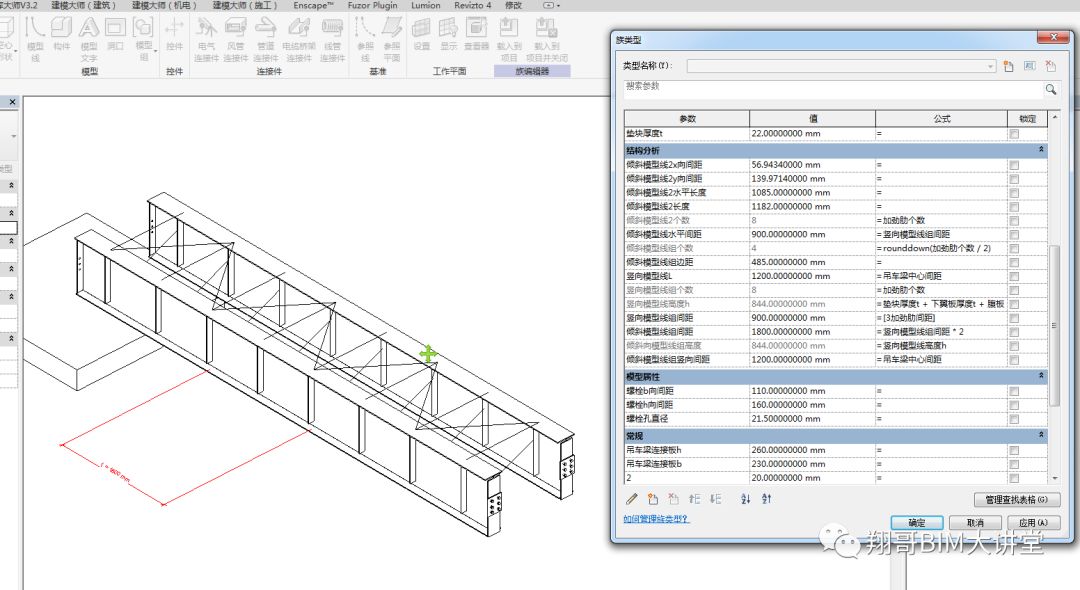 大师V3.2 建模大师（建筑） 建模大师（机电） 建模大师（施工） Enscape™ Fuzor Plugin Lumion Revizto 4 修改
模型 构件 模型 洞口 模型 控件 电气 风管 管道 电缆桥架 线管 参照 参照 设置 显示 查看器 载入到 载入到
线 文字 组 连接件 连接件 连接件 连接件 连接件 线 平面 项目 项目并关闭
模型 控件 连接件 基准 工作平面 族编辑器
族类型
类型名称(Y):
搜索参数
参数 值 公式 锁定
垫块厚度t 22.00000000 mm =
结构分析
倾斜模型线2x向间距 56.94340000 mm =
倾斜模型线2y向间距 139.97140000 mm =
倾斜模型线2水平长度 1085.00000000 mm =
倾斜模型线2长度 1182.00000000 mm =
倾斜模型线2个数 8 =加劲肋个数
倾斜模型线水平间距 900.00000000 mm =竖向模型线组间距
倾斜模型线组个数 4 =rounddown(加劲肋个数 / 2)
倾斜模型线组边距 485.00000000 mm =
竖向模型线L 1200.00000000 mm =吊车梁中心间距
竖向模型线组个数 8 =加劲肋个数
竖向模型线高度h 844.00000000 mm =垫块厚度t + 下翼板厚度t + 腹板
竖向模型线组间距 900.00000000 mm =[3加劲肋间距]
倾斜模型线组间距 1800.00000000 mm =竖向模型线组间距 * 2
倾斜向模型线组高度 844.00000000 mm =竖向模型线高度h
倾斜模型线组竖向间距 1200.00000000 mm =吊车梁中心间距
模型属性
螺栓b向间距 110.00000000 mm =
螺栓h向间距 160.00000000 mm =
螺栓孔直径 21.50000000 mm =
常规
吊车梁连接板h 260.00000000 mm =
吊车梁连接板b 230.00000000 mm =
2 20.00000000 mm =
管理查找表格(G)
如何管理族类型?
确定 取消 应用(A)
翔哥BIM大讲堂